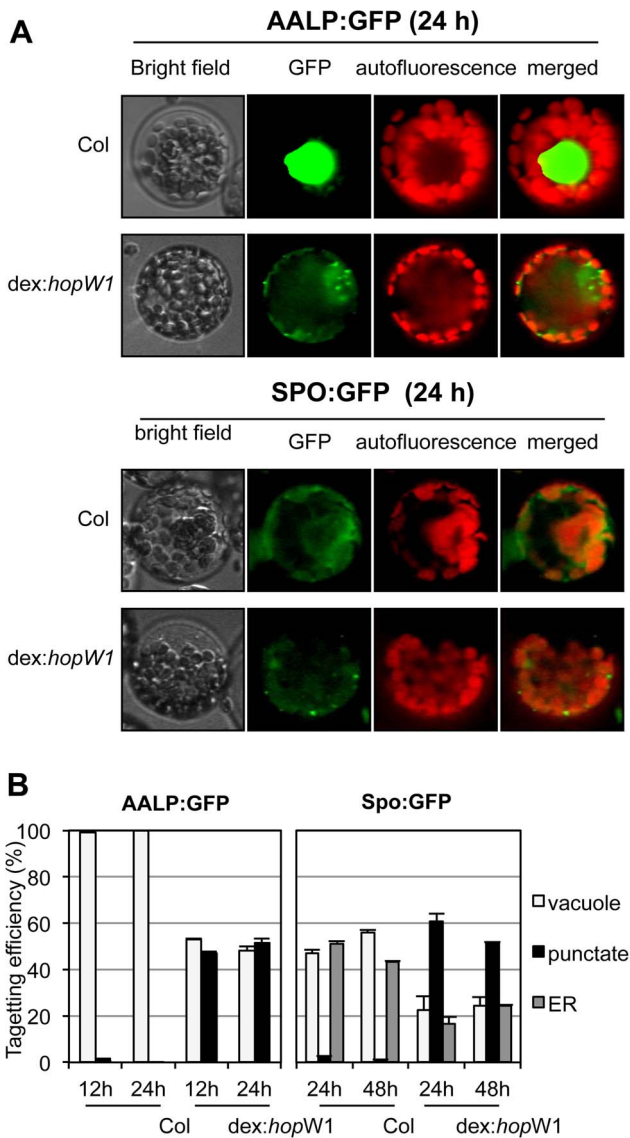 A
AALP:GFP (24 h)
Bright field GFP autofluorescence merged
Col
dex:hopW1
SPO:GFP (24 h)
bright field GFP autofluorescence merged
Col
dex:hopW1
B
AALP:GFP Spo:GFP
Tagetting efficiency (%)
100
80
60
40
20
0
vacuole
punctate
ER
12h 24h 12h 24h 24h 48h 24h 48h
Col dex:hopW1 Col dex:hopW1